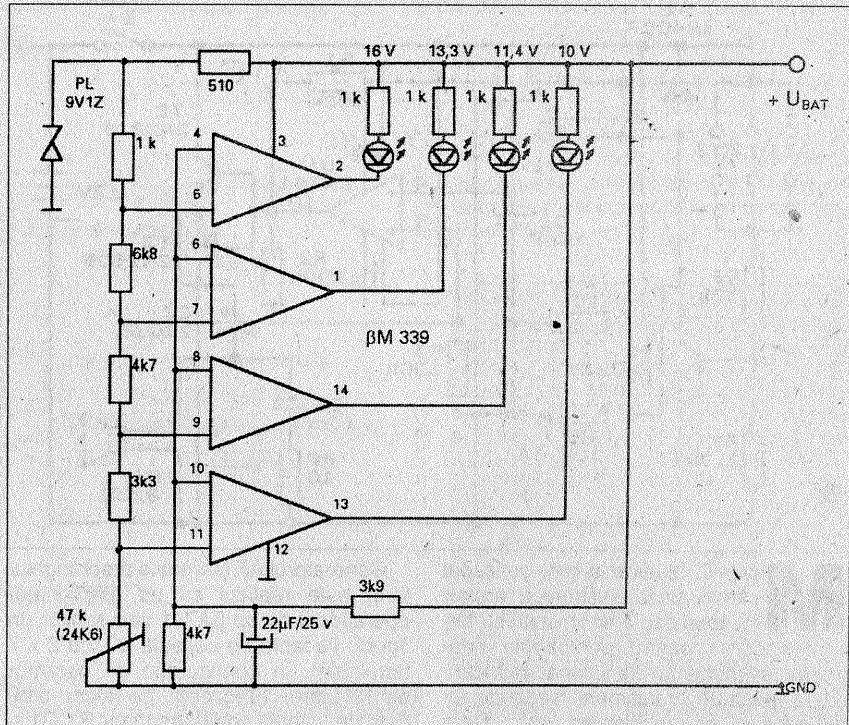 16 V 13,3 V 11,4 V 10 V
PL
9V1Z
510
1 k
1 k
1 k
1 k
+ U_BAT
1 k
4
3
2
5
6k8
6
1
7
βM 339
4k7
8
14
9
3k3
10
13
11
12
3k9
47 k
(24K6)
4k7
22µF/25 v
GND